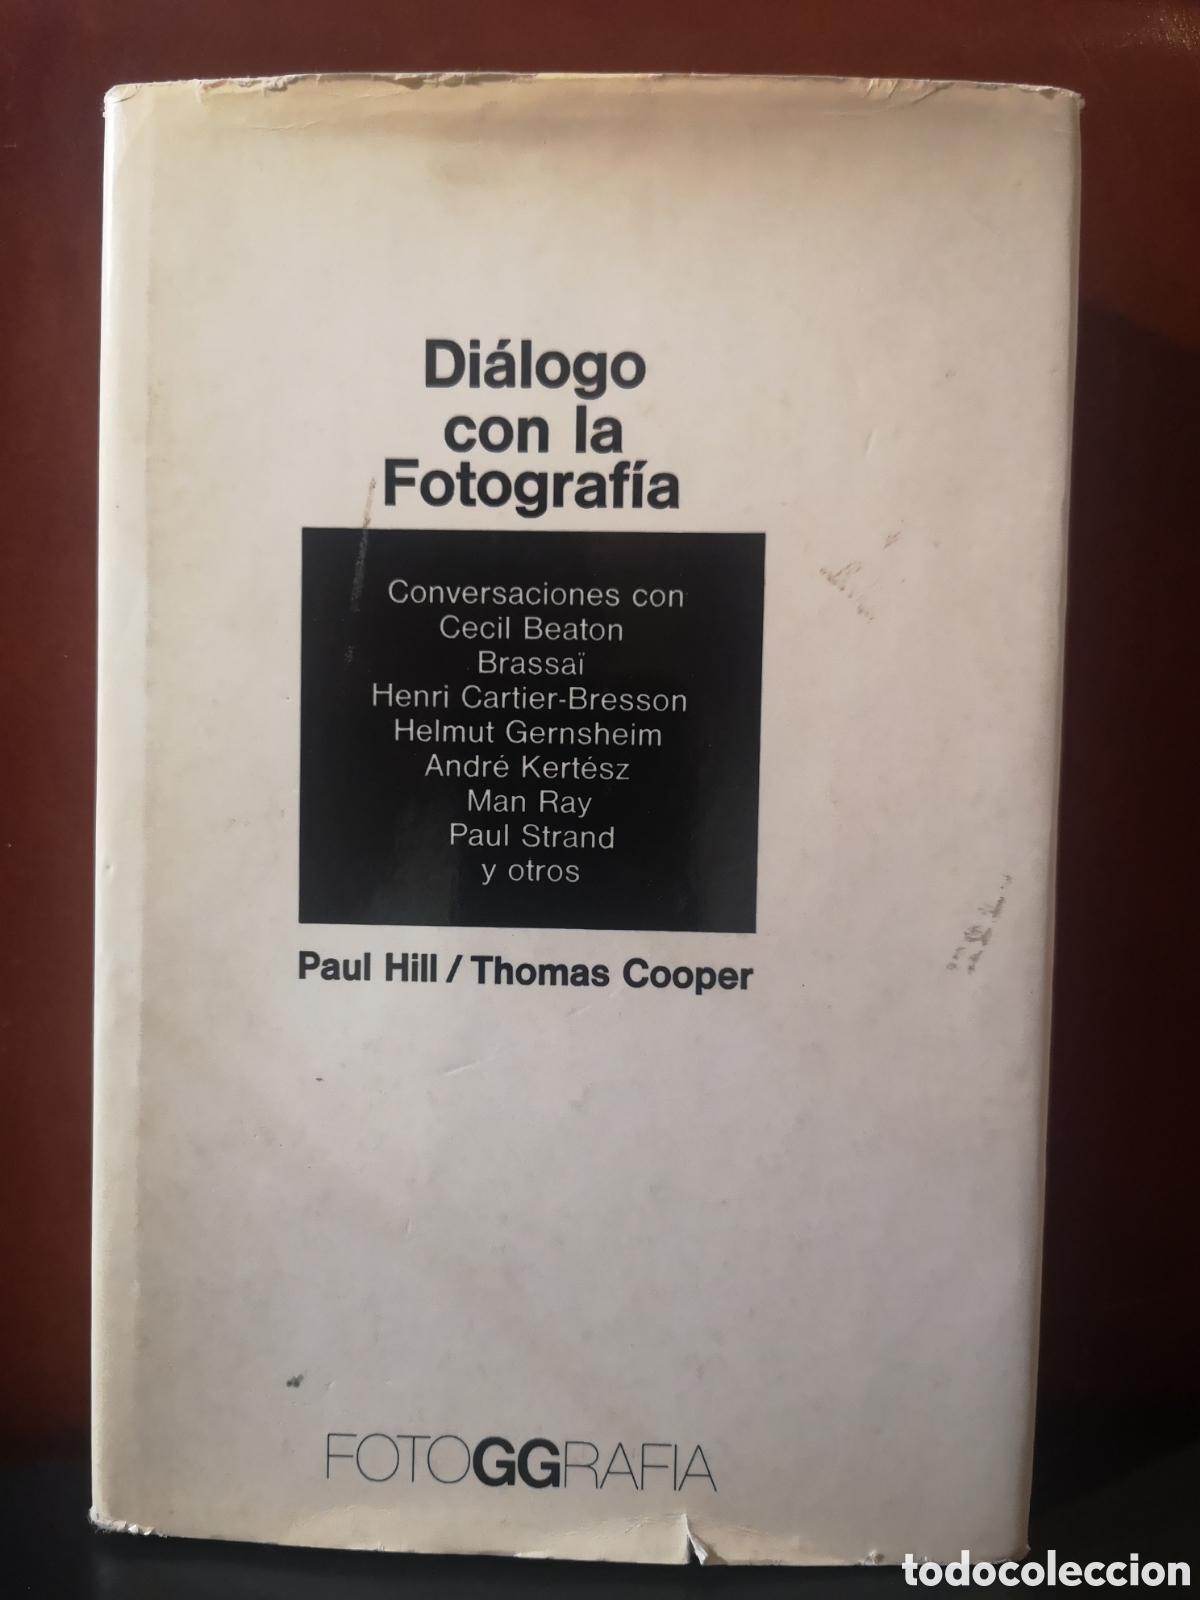 Diálogo
con la
Fotografía
Conversaciones con
Cecil Beaton
Brassaï
Henri Cartier-Bresson
Helmut Gernsheim
André Kertész
Man Ray
Paul Strand
y otros
Paul Hill / Thomas Cooper
FOTOGGRAFIA
todocoleccion